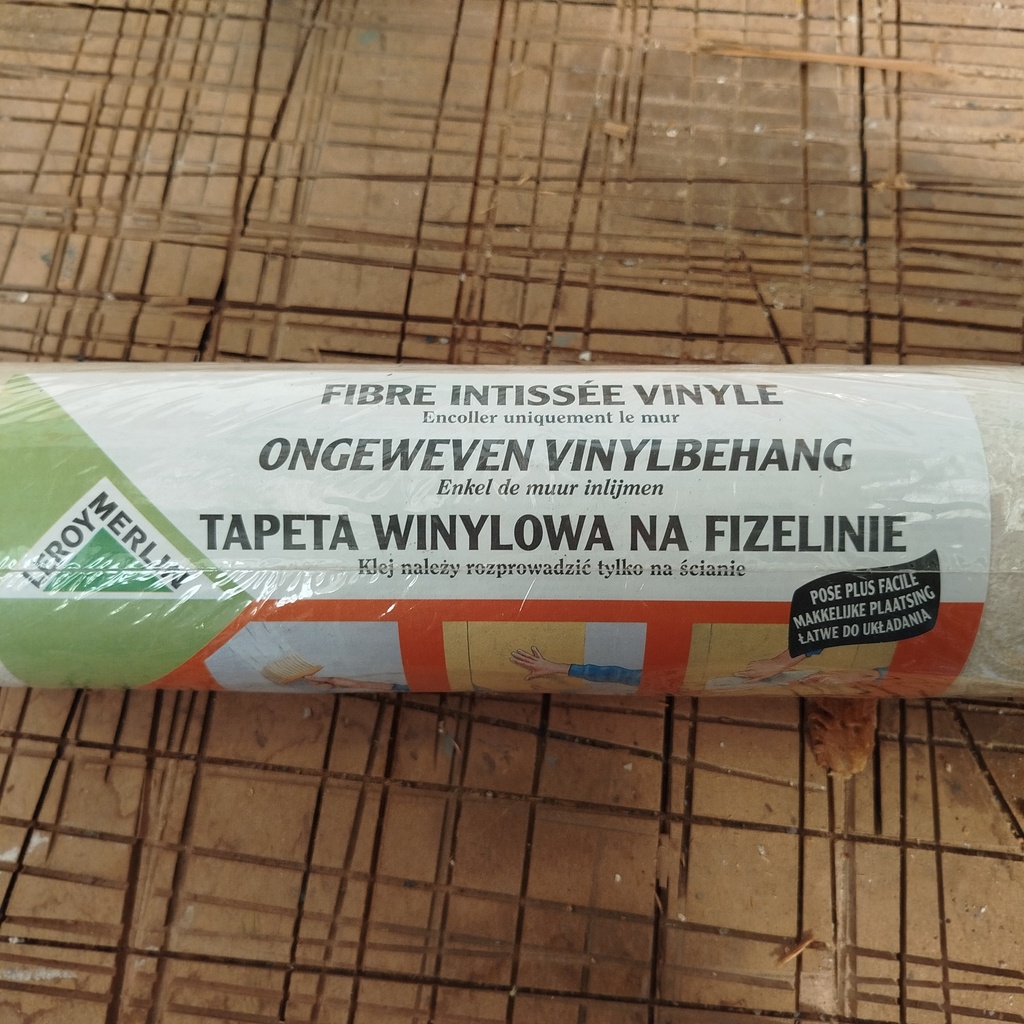 FIBRE INTISSÉE VINYLE
Encoller uniquement le mur
ONGEWEVEN VINYLBEHANG
Enkel de muur inlijmen
TAPETA WINYLOWA NA FIZELINIE
Klej należy rozprowadzić tylko na ścianie
LEROY MERLIN
POSE PLUS FACILE
MAKKELIJKE PLAATSING
ŁATWE DO UKŁADANIA